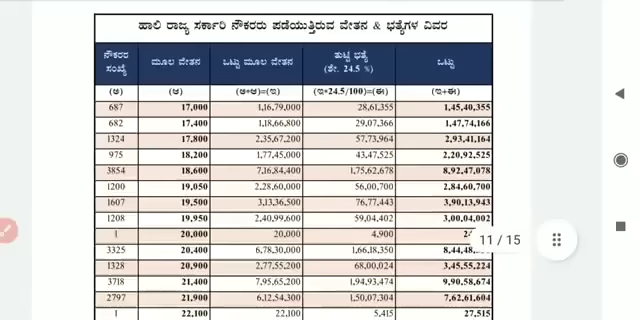 ಹಾಲಿ ರಾಜ್ಯ ಸರ್ಕಾರಿ ನೌಕರರು ಪಡೆಯುತ್ತಿರುವ ವೇತನ & ಭತ್ಯೆಗಳ ವಿವರ
ನೌಕರರ ಸಂಖ್ಯೆ ಮೂಲ ವೇತನ ಒಟ್ಟು ಮೂಲ ವೇತನ ತುಟ್ಟಿ ಭತ್ಯೆ (ಶೇ. 24.5 %) ಒಟ್ಟು
(ಅ) (ಆ) (ಅ*ಆ)=(ಇ) (ಇ*24.5/100)=(ಈ) (ಇ+ಈ)
687 17,000 1,16,79,000 28,61,355 1,45,40,355
682 17,400 1,18,66,800 29,07,366 1,47,74,166
1324 17,800 2,35,67,200 57,73,964 2,93,41,164
975 18,200 1,77,45,000 43,47,525 2,20,92,525
3854 18,600 7,16,84,400 1,75,62,678 8,92,47,078
1200 19,050 2,28,60,000 56,00,700 2,84,60,700
1607 19,500 3,13,36,500 76,77,443 3,90,13,943
1208 19,950 2,40,99,600 59,04,402 3,00,04,002
1 20,000 20,000 4,900
11 / 15
3325 20,400 6,78,30,000 1,66,18,350
1328 20,900 2,77,55,200 68,00,024 3,45,55,224
3718 21,400 7,95,65,200 1,94,93,474 9,90,58,674
2797 21,900 6,12,54,300 1,50,07,304 7,62,61,604
1 22,100 22,100 5,415 27,515